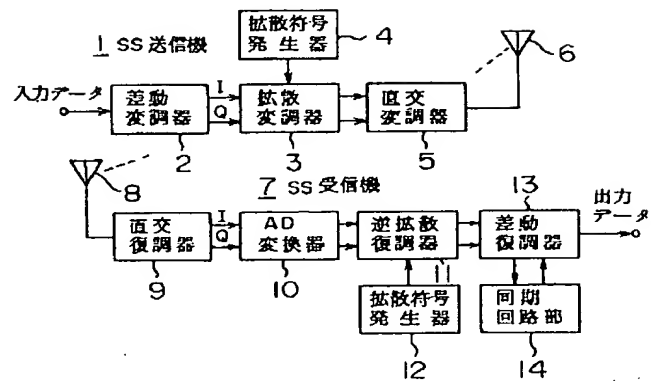 1 SS送信機
拡散符号
発生器
4
6
入力データ
差動
変調器
2
I
Q
拡散
変調器
3
直交
変調器
5
8
7 SS受信機
直交
復調器
9
I
Q
AD
変換器
10
逆拡散
復調器
11
13
差動
復調器
出力
データ
拡散符号
発生器
12
同期
回路部
14